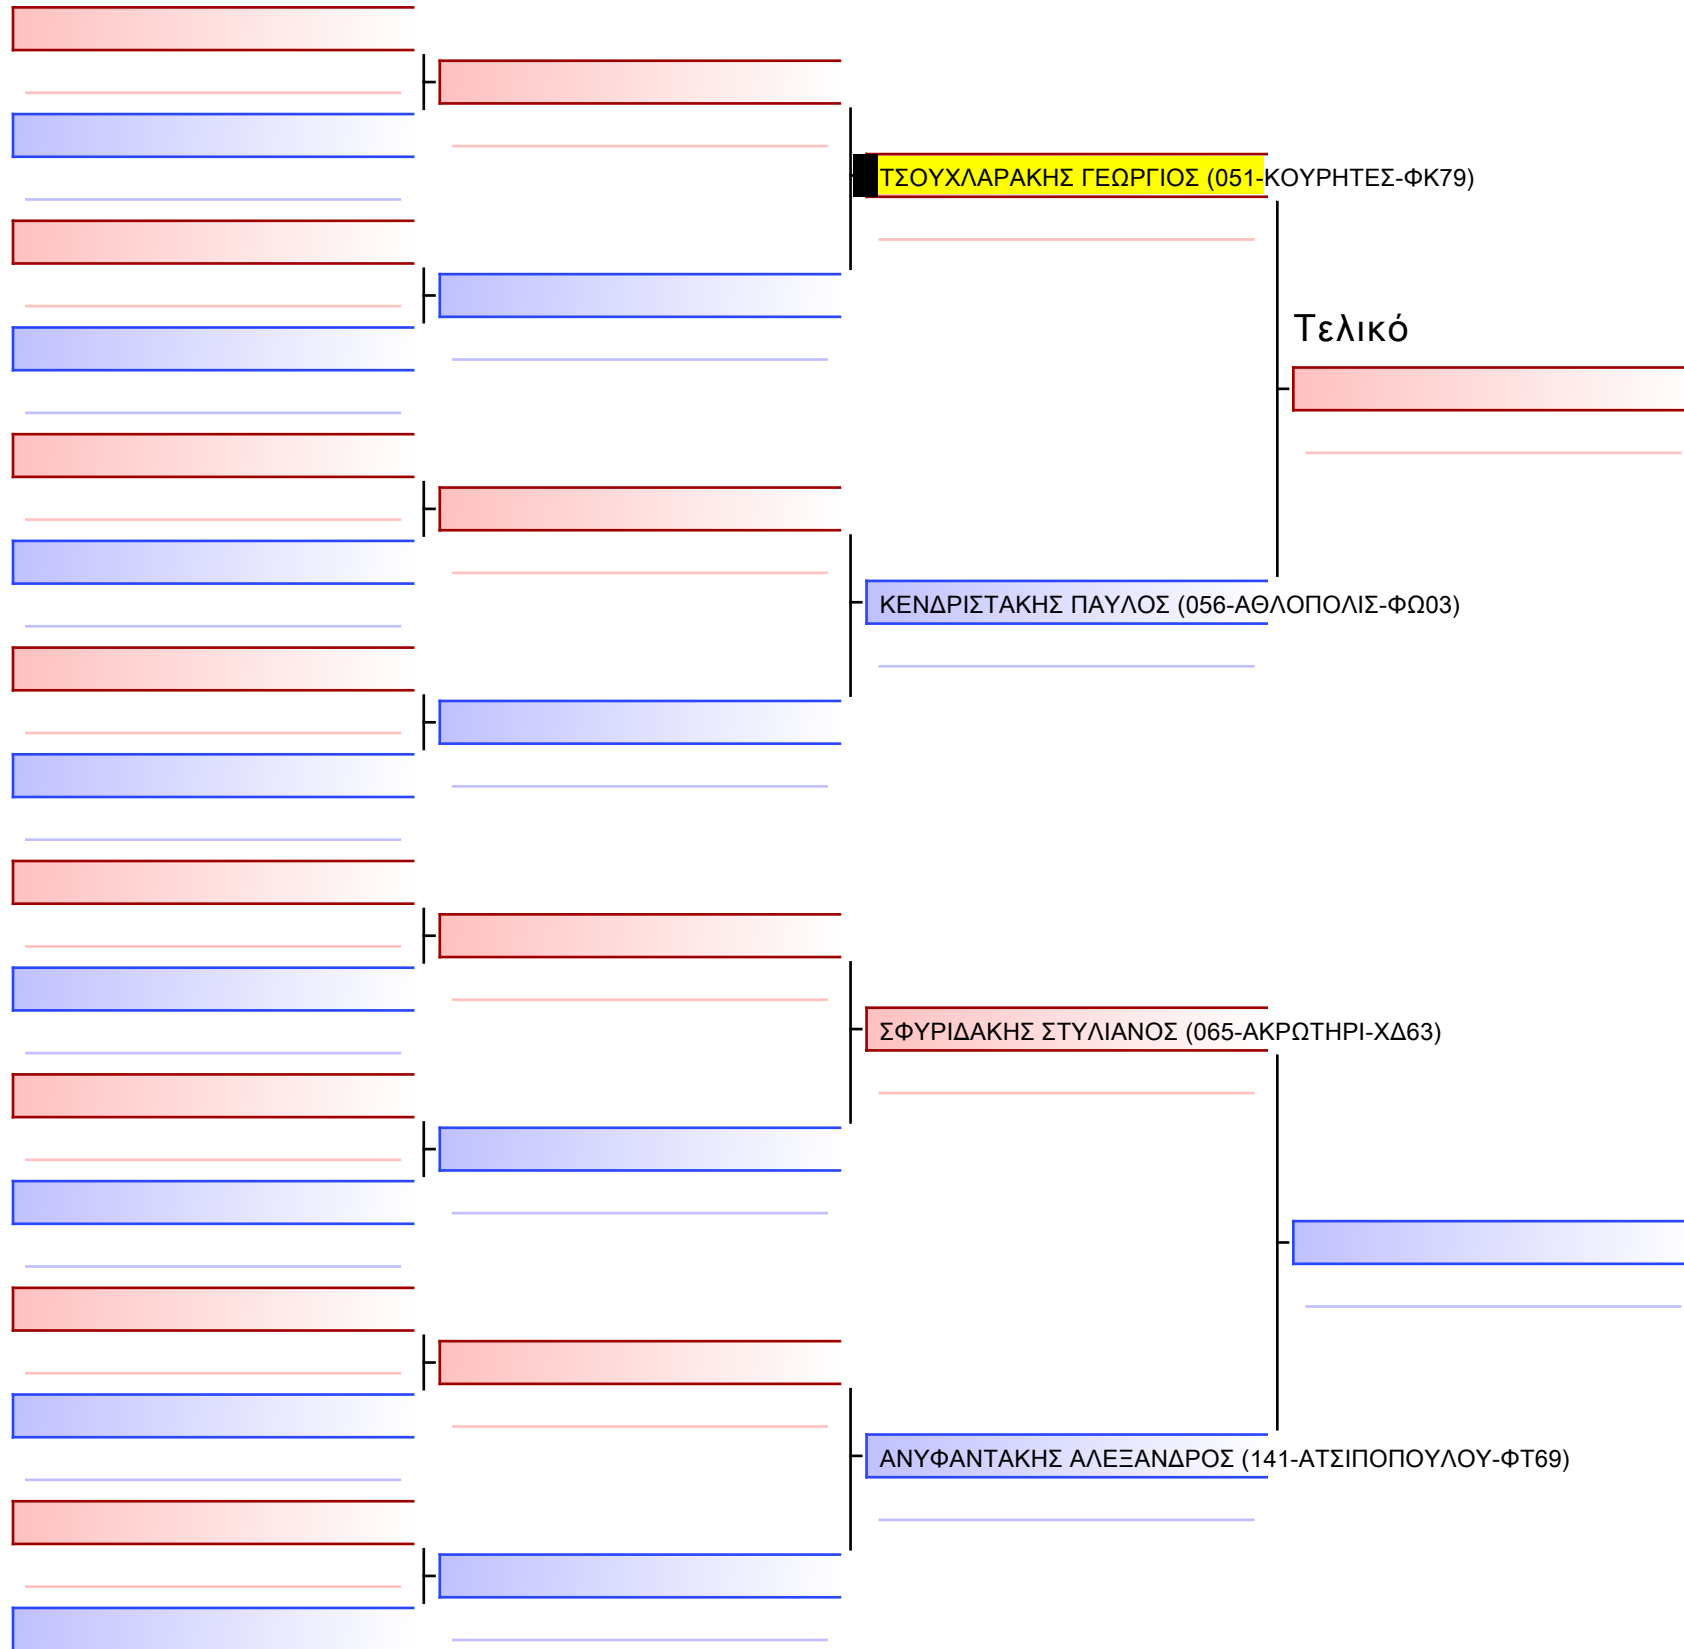 ΤΣΟΥΧΛΑΡΑΚΗΣ ΓΕΩΡΓΙΟΣ (051-ΚΟΥΡΗΤΕΣ-ΦΚ79)
Τελικό
ΚΕΝΔΡΙΣΤΑΚΗΣ ΠΑΥΛΟΣ (056-ΑΘΛΟΠΟΛΙΣ-ΦΩ03)
ΣΦΥΡΙΔΑΚΗΣ ΣΤΥΛΙΑΝΟΣ (065-ΑΚΡΩΤΗΡΙ-ΧΔ63)
ΑΝΥΦΑΝΤΑΚΗΣ ΑΛΕΞΑΝΔΡΟΣ (141-ΑΤΣΙΠΟΠΟΥΛΟΥ-ΦΤ69)